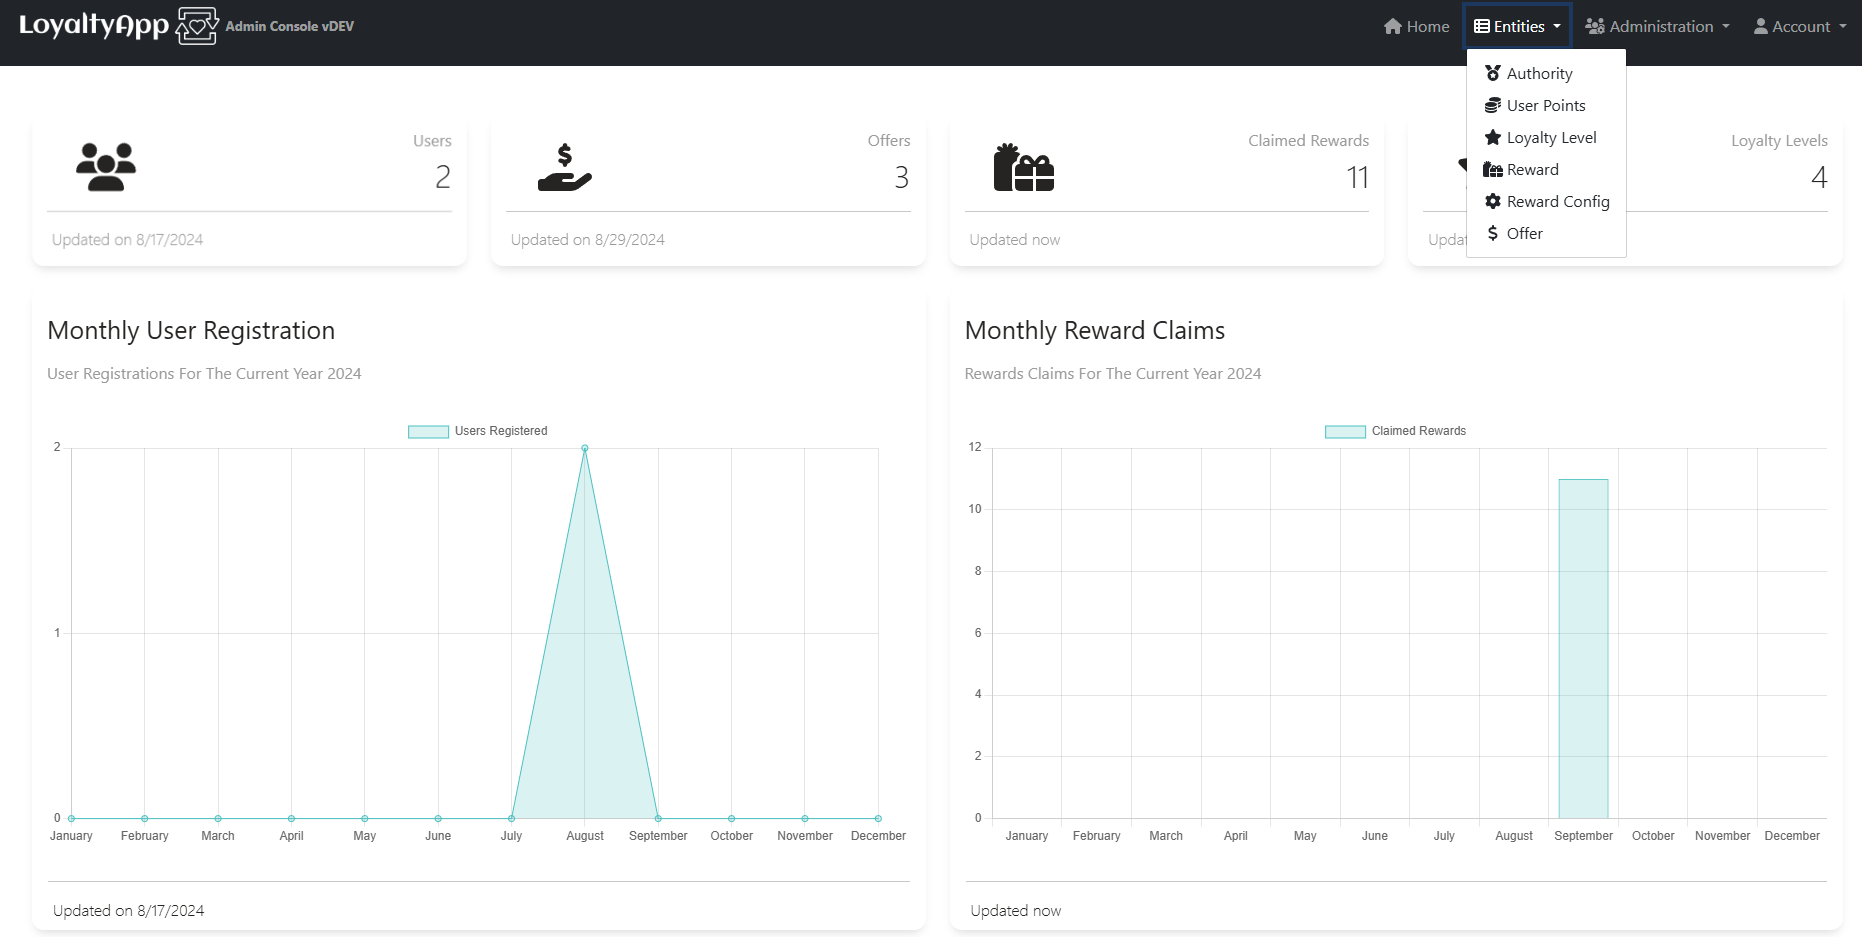 LoyaltyApp Admin Console vDEV
Home Entities Administration Account
Authority
User Points
Loyalty Level
Reward
Reward Config
Offer
Users
2
Updated on 8/17/2024
Offers
3
Updated on 8/29/2024
Claimed Rewards
11
Updated now
Loyalty Levels
4
Monthly User Registration
User Registrations For The Current Year 2024
Users Registered
2
1
0
January February March April May June July August September October November December
Updated on 8/17/2024
Monthly Reward Claims
Rewards Claims For The Current Year 2024
Claimed Rewards
12
10
8
6
4
2
0
January February March April May June July August September October November December
Updated now